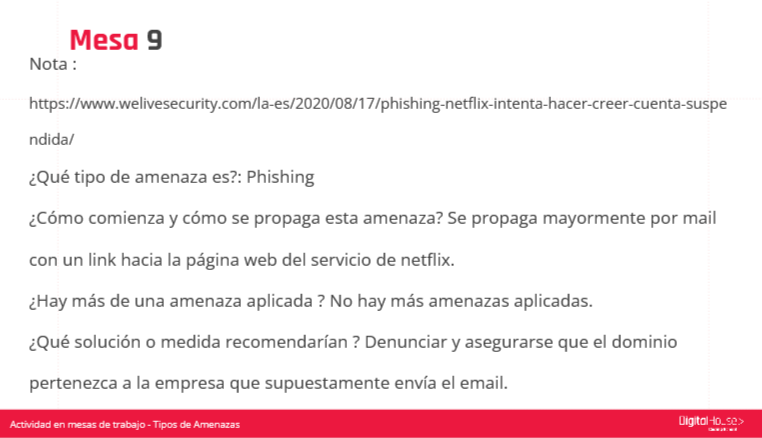 Mesa 9
Nota :
https://www.welivesecurity.com/la-es/2020/08/17/phishing-netflix-intenta-hacer-creer-cuenta-suspe
ndida/
¿Qué tipo de amenaza es?: Phishing
¿Cómo comienza y cómo se propaga esta amenaza? Se propaga mayormente por mail
con un link hacia la página web del servicio de netflix.
¿Hay más de una amenaza aplicada ? No hay más amenazas aplicadas.
¿Qué solución o medida recomendarían ? Denunciar y asegurarse que el dominio
pertenezca a la empresa que supuestamente envía el email.
Actividad en mesas de trabajo - Tipos de Amenazas
DigitalHouse>